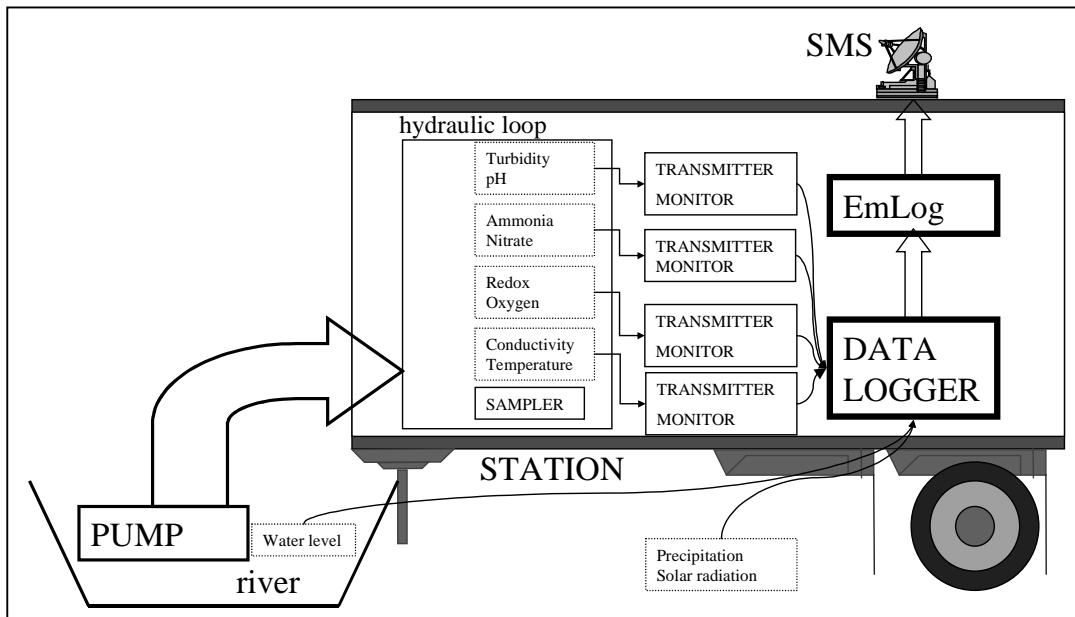 SMS
hydraulic loop
Turbidity
pH
TRANSMITTER
MONITOR
Ammonia
Nitrate
TRANSMITTER
MONITOR
Redox
Oxygen
TRANSMITTER
MONITOR
Conductivity
Temperature
TRANSMITTER
MONITOR
SAMPLER
EmLog
DATA
LOGGER
STATION
PUMP
Water level
river
Precipitation
Solar radiation